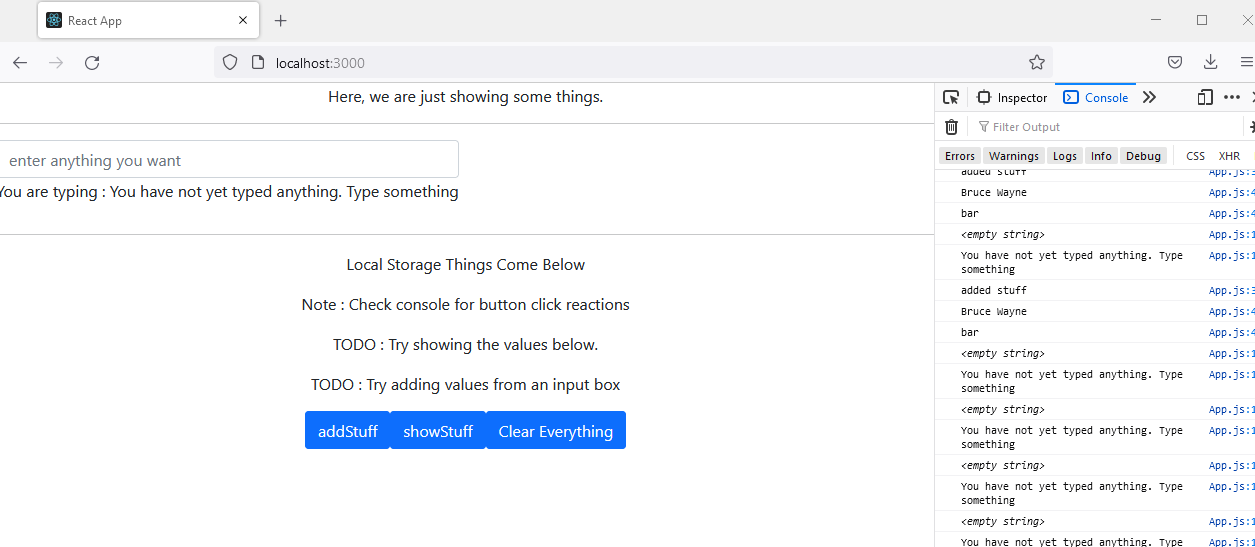 React App
localhost:3000
Here, we are just showing some things.
enter anything you want
You are typing : You have not yet typed anything. Type something
Local Storage Things Come Below
Note : Check console for button click reactions
TODO : Try showing the values below.
TODO : Try adding values from an input box
addStuff showStuff Clear Everything
Inspector Console
Filter Output
Errors Warnings Logs Info Debug CSS XHR
added stuff App.js:3
Bruce Wayne App.js:4
bar App.js:4
<empty string> App.js:1
You have not yet typed anything. Type App.js:1
something
added stuff App.js:3
Bruce Wayne App.js:4
bar App.js:4
<empty string> App.js:1
You have not yet typed anything. Type App.js:1
something
<empty string> App.js:1
You have not yet typed anything. Type App.js:1
something
<empty string> App.js:1
You have not yet typed anything. Type App.js:1
something
<empty string> App.js:1
You have not yet typed anything. Type App.js:1